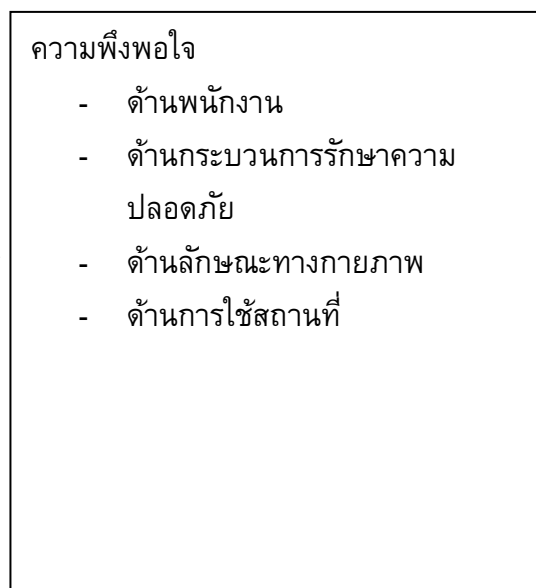 ความพึงพอใจ
- ด้านพนักงาน
- ด้านกระบวนการรักษาความ
ปลอดภัย
- ด้านลักษณะทางกายภาพ
- ด้านการใช้สถานที่